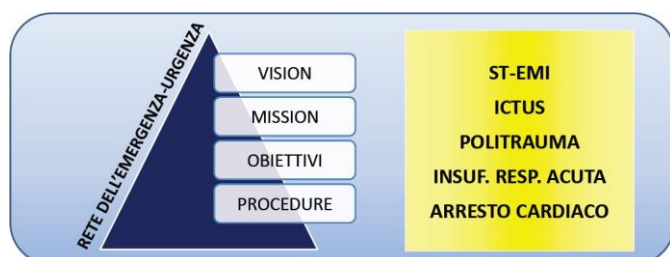 RETE DELL'EMERGENZA-URGENZA
VISION
MISSION
OBIETTIVI
PROCEDURE
ST-EMI
ICTUS
POLITRAUMA
INSUF. RESP. ACUTA
ARRESTO CARDIACO